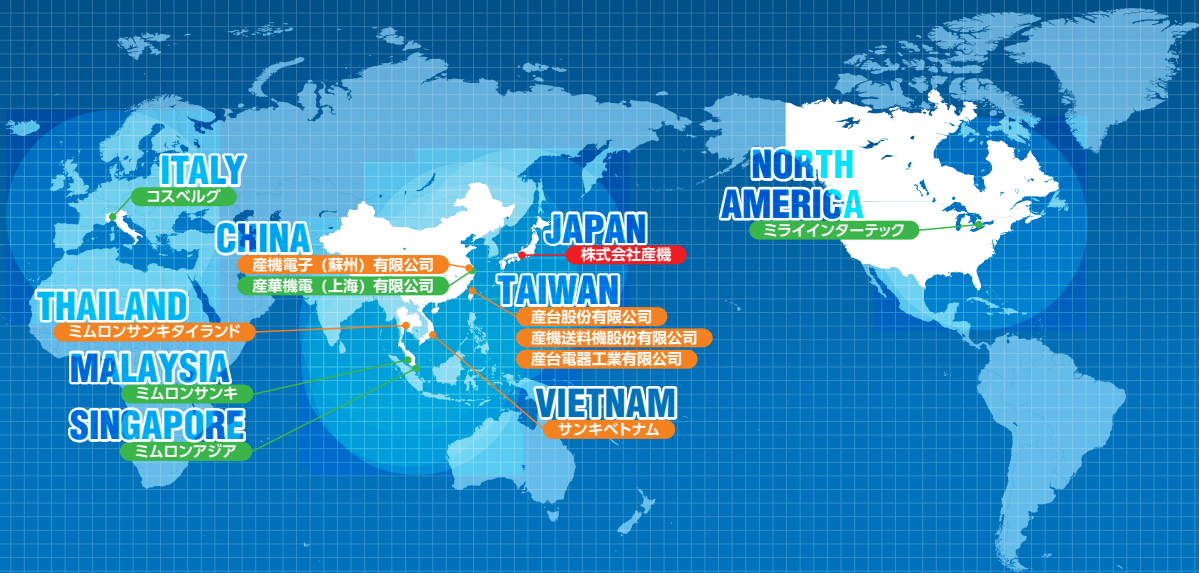 ITALY
コスベルグ
CHINA
産機電子（蘇州）有限公司
産華機電（上海）有限公司
THAILAND
ミムロンサンキタイランド
MALAYSIA
ミムロンサンキ
SINGAPORE
ミムロンアジア
JAPAN
株式会社産機
TAIWAN
産台股份有限公司
産機送料機股份有限公司
産台電器工業有限公司
VIETNAM
サンキベトナム
NORTH
AMERICA
ミライインターテック